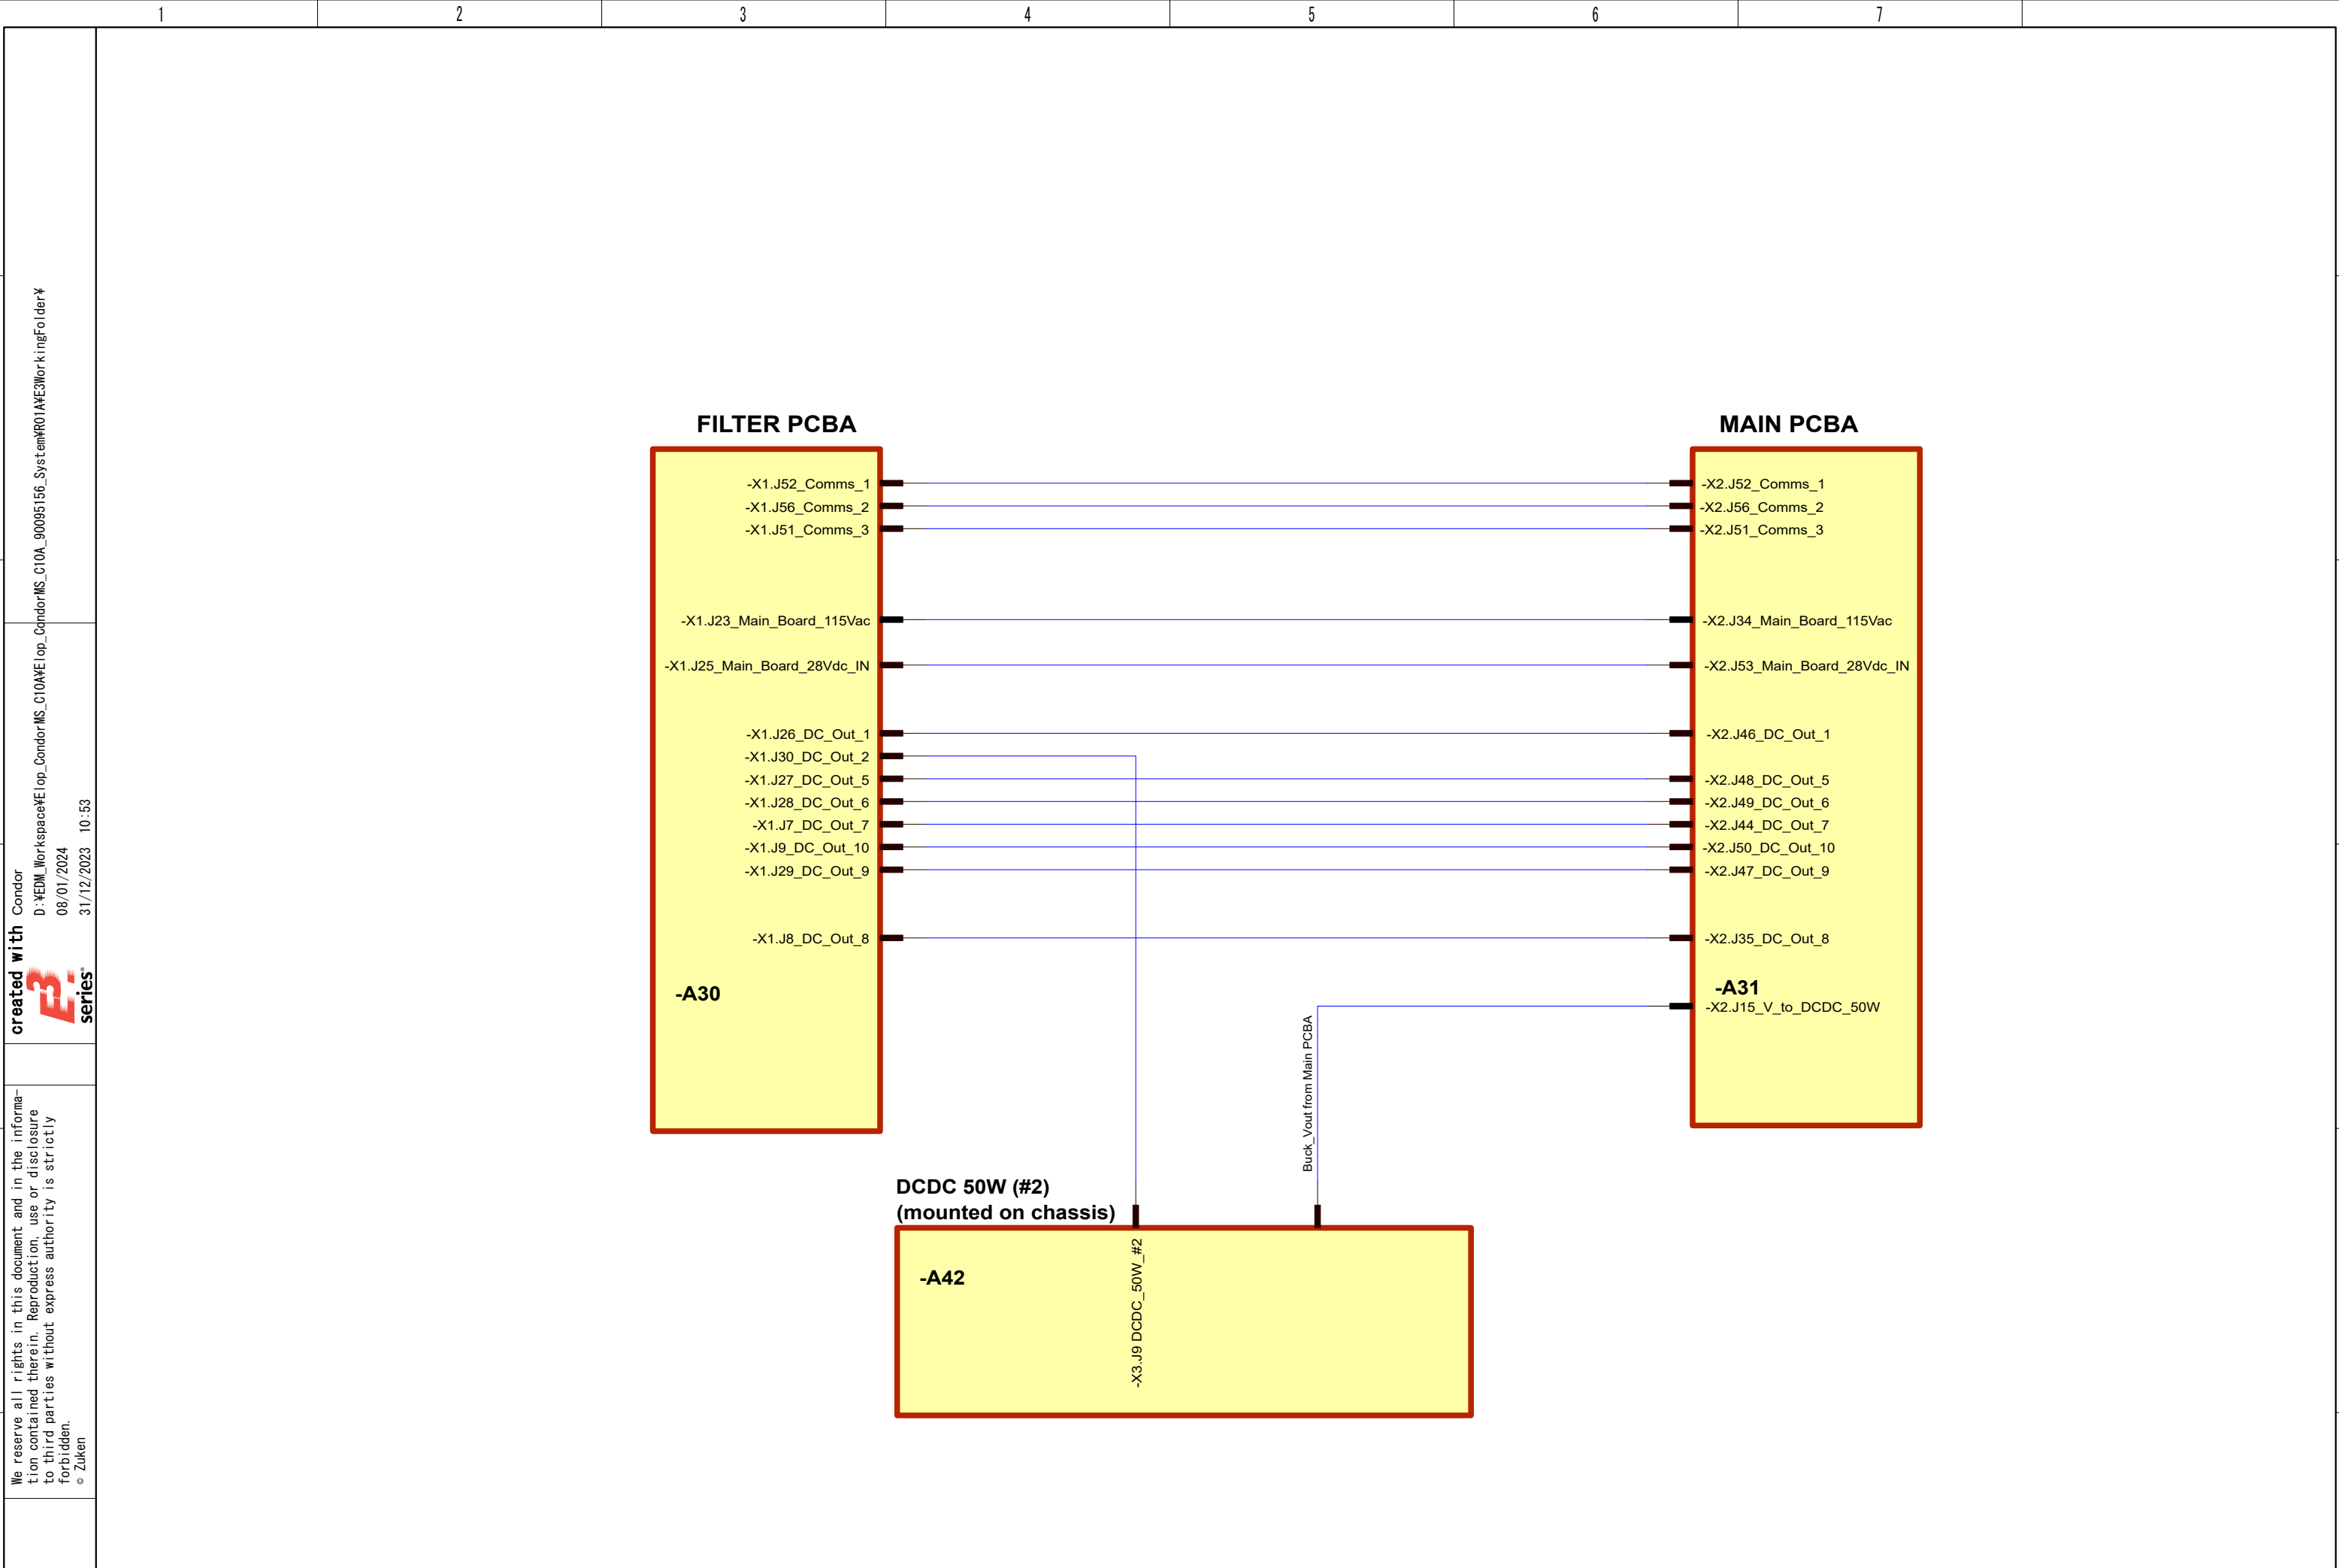 1 2 3 4 5 6 7
FILTER PCBA
-X1.J52_Comms_1
-X1.J56_Comms_2
-X1.J51_Comms_3
-X1.J23_Main_Board_115Vac
-X1.J25_Main_Board_28Vdc_IN
-X1.J26_DC_Out_1
-X1.J30_DC_Out_2
-X1.J27_DC_Out_5
-X1.J28_DC_Out_6
-X1.J7_DC_Out_7
-X1.J9_DC_Out_10
-X1.J29_DC_Out_9
-X1.J8_DC_Out_8
-A30
MAIN PCBA
-X2.J52_Comms_1
-X2.J56_Comms_2
-X2.J51_Comms_3
-X2.J34_Main_Board_115Vac
-X2.J53_Main_Board_28Vdc_IN
-X2.J46_DC_Out_1
-X2.J48_DC_Out_5
-X2.J49_DC_Out_6
-X2.J44_DC_Out_7
-X2.J50_DC_Out_10
-X2.J47_DC_Out_9
-X2.J35_DC_Out_8
-A31
-X2.J15_V_to_DCDC_50W
Buck_Vout from Main PCBA
DCDC 50W (#2)
(mounted on chassis)
-A42
-X3.J9 DCDC_50W_#2
created with Condor
E3.
series
D:¥EDM_Workspace¥Elop_CondorMS_C10A¥Elop_CondorMS_C10A_90095156_System¥R01A¥E3WorkingFolder¥
08/01/2024
31/12/2023 10:53
We reserve all rights in this document and in the informa-
tion contained therein. Reproduction, use or disclosure
to third parties without express authority is strictly
forbidden.
© Zuken